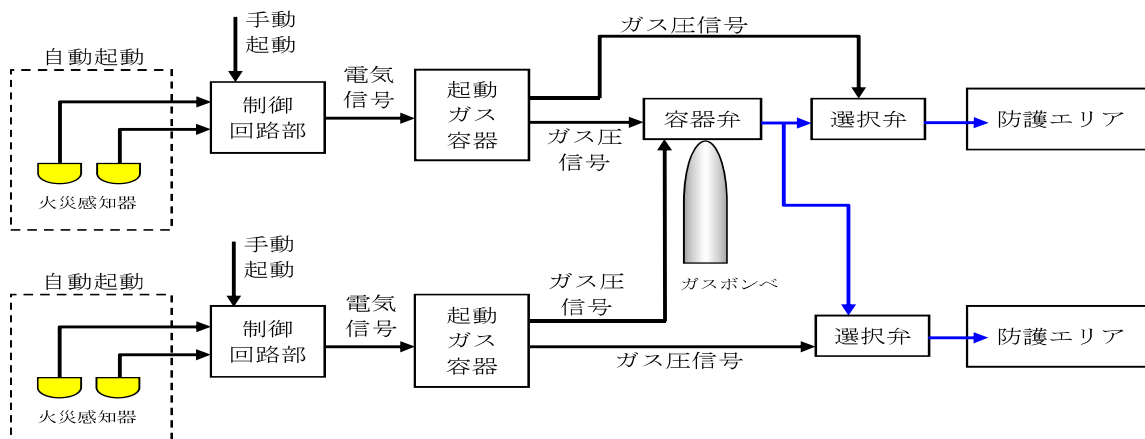 手動
起動
自動起動
制御
回路部
電気
信号
起動
ガス
容器
ガス圧信号
ガス圧
信号
容器弁
選択弁
防護エリア
火災感知器
ガスボンベ
手動
起動
自動起動
制御
回路部
電気
信号
起動
ガス
容器
ガス圧
信号
ガス圧信号
選択弁
防護エリア
火災感知器